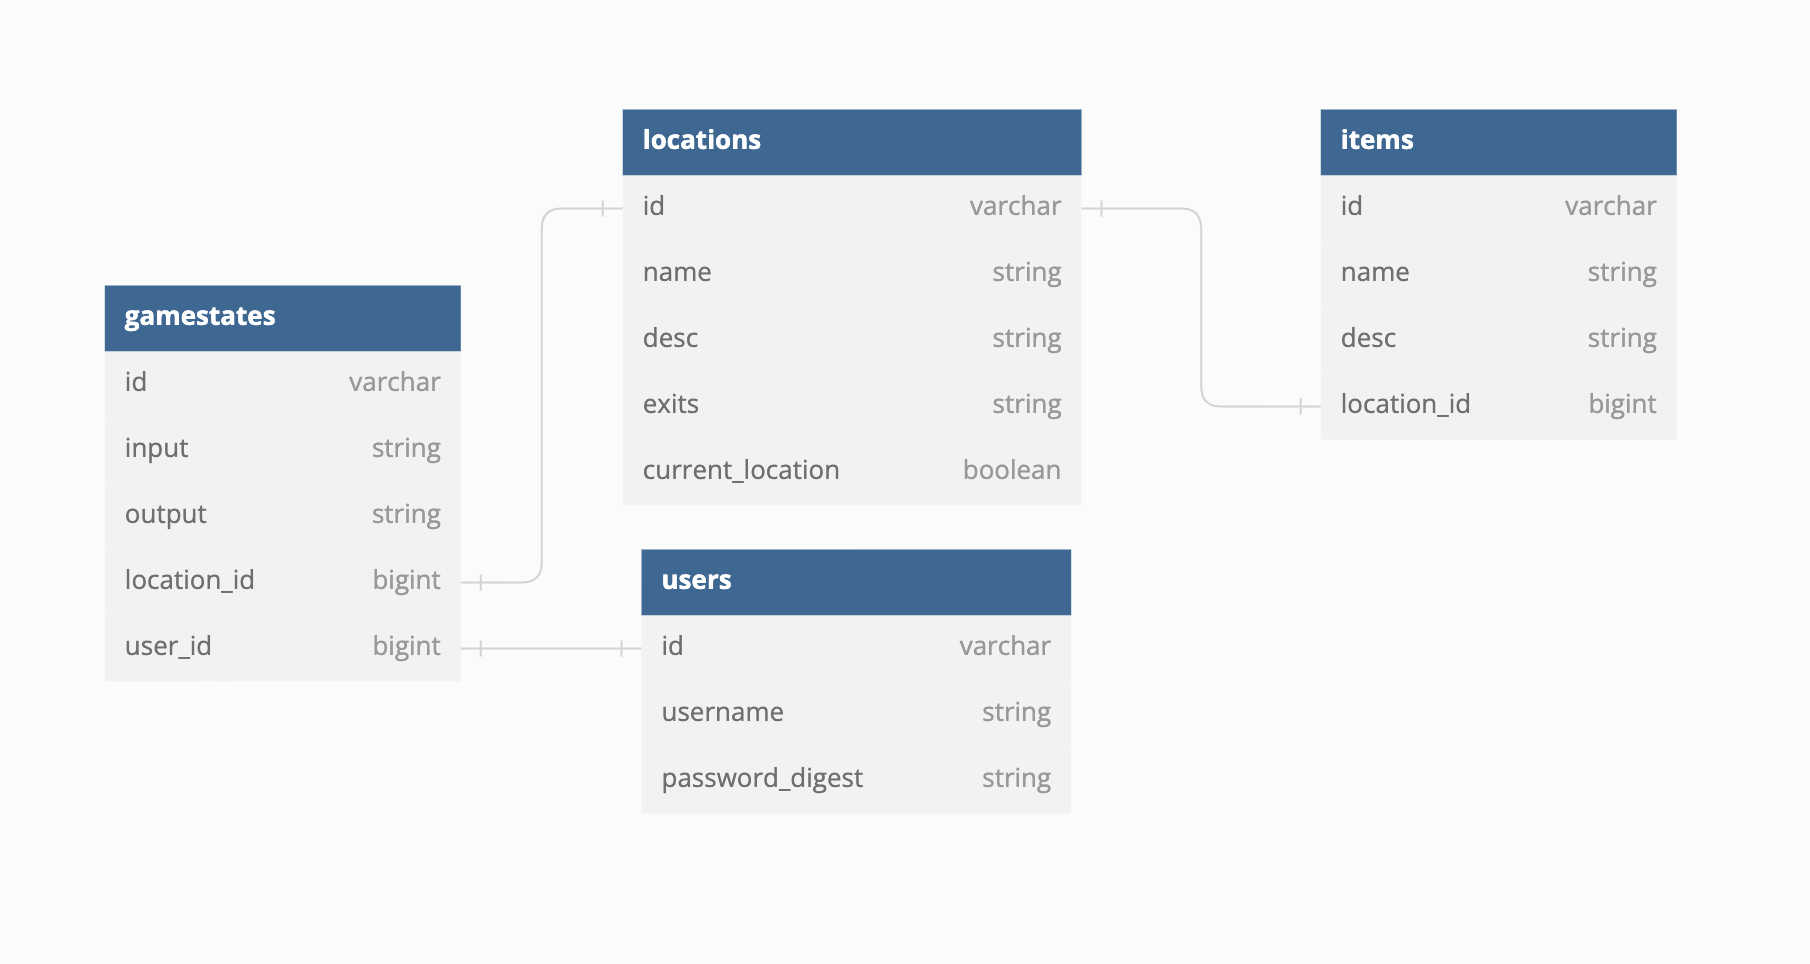 locations
id varchar
name string
desc string
exits string
current_location boolean
items
id varchar
name string
desc string
location_id bigint
gamestates
id varchar
input string
output string
location_id bigint
user_id bigint
users
id varchar
username string
password_digest string